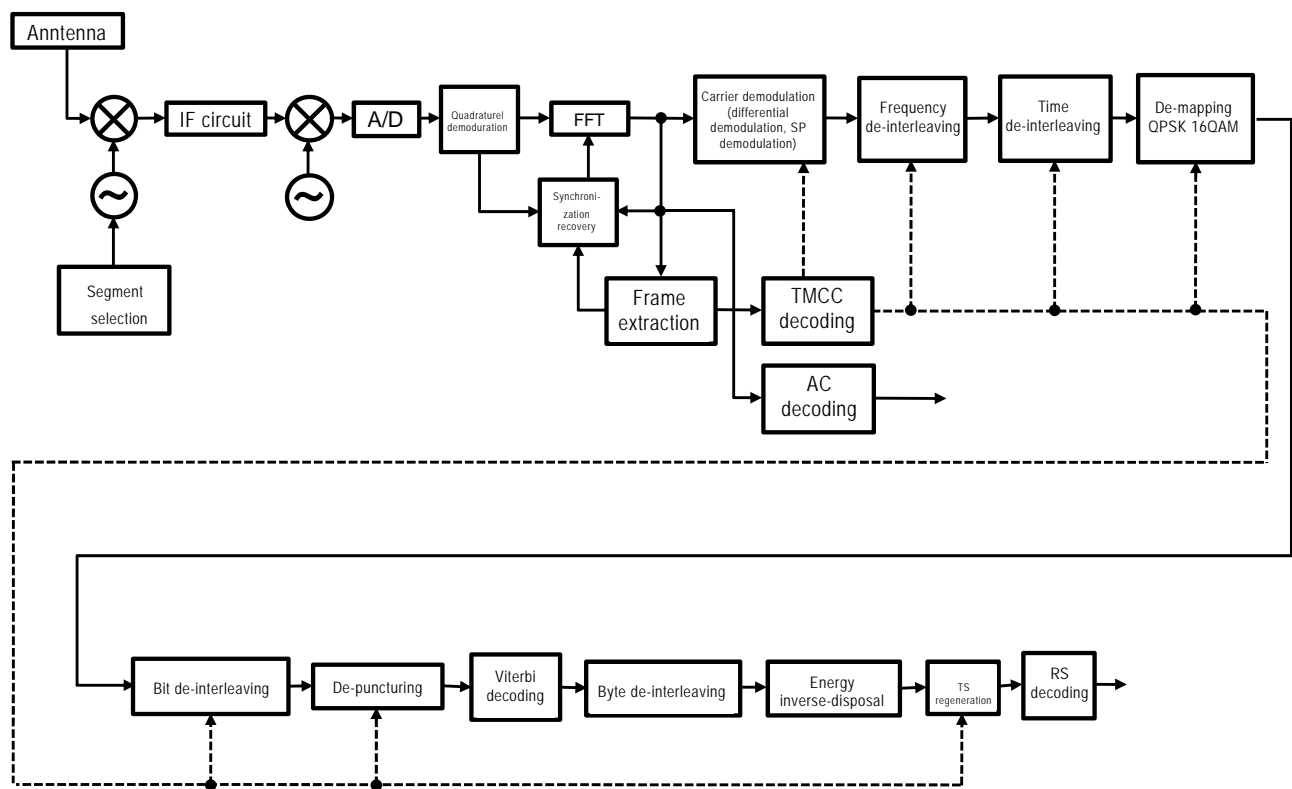 Anntenna
IF circuit
A/D
Quadraturel
demoduration
FFT
Carrier demodulation
(differential
demodulation, SP
demodulation)
Frequency
de-interleaving
Time
de-interleaving
De-mapping
QPSK 16QAM
Synchroni-
zation
recovery
Segment
selection
Frame
extraction
TMCC
decoding
AC
decoding
Bit de-interleaving
De-puncturing
Viterbi
decoding
Byte de-interleaving
Energy
inverse-disposal
TS
regeneration
RS
decoding